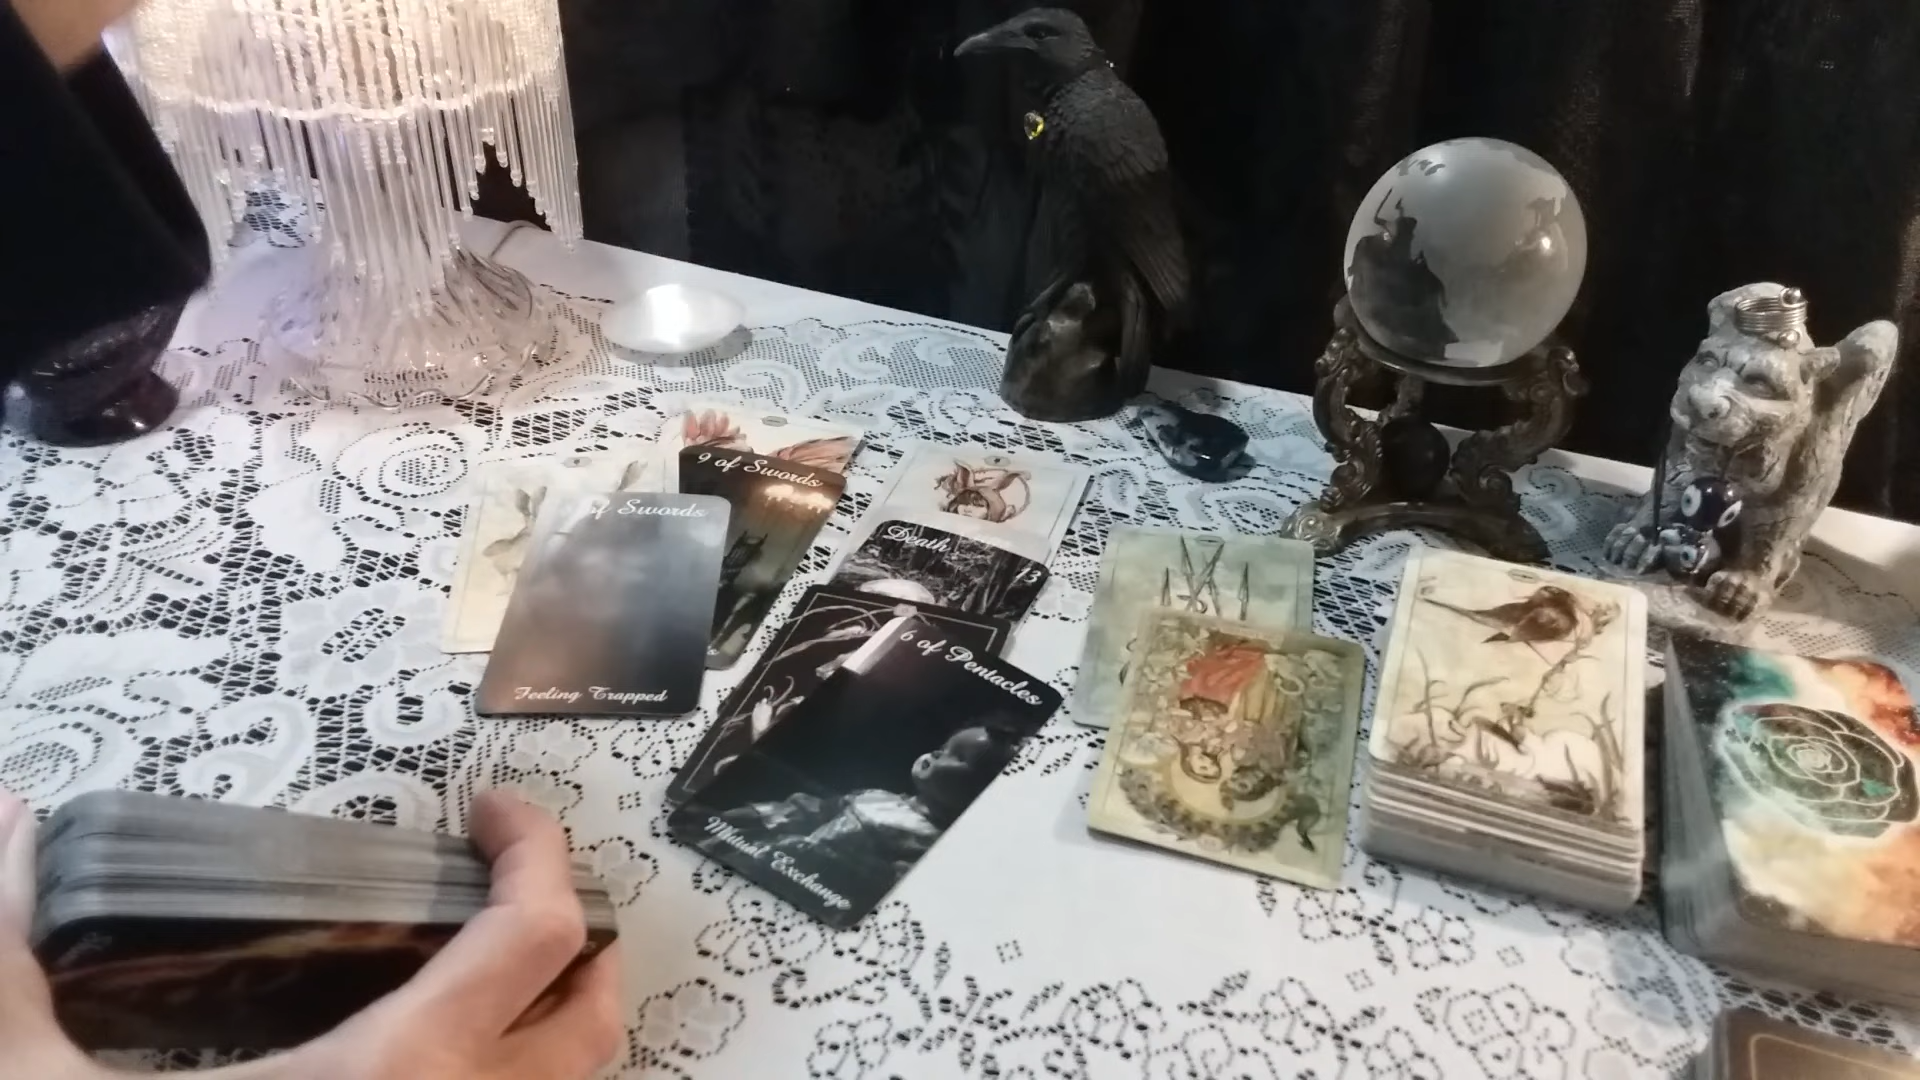 9 of Swords
of Swords
Feeling Trapped
Death
13
6 of Pentacles
Mutual Exchange